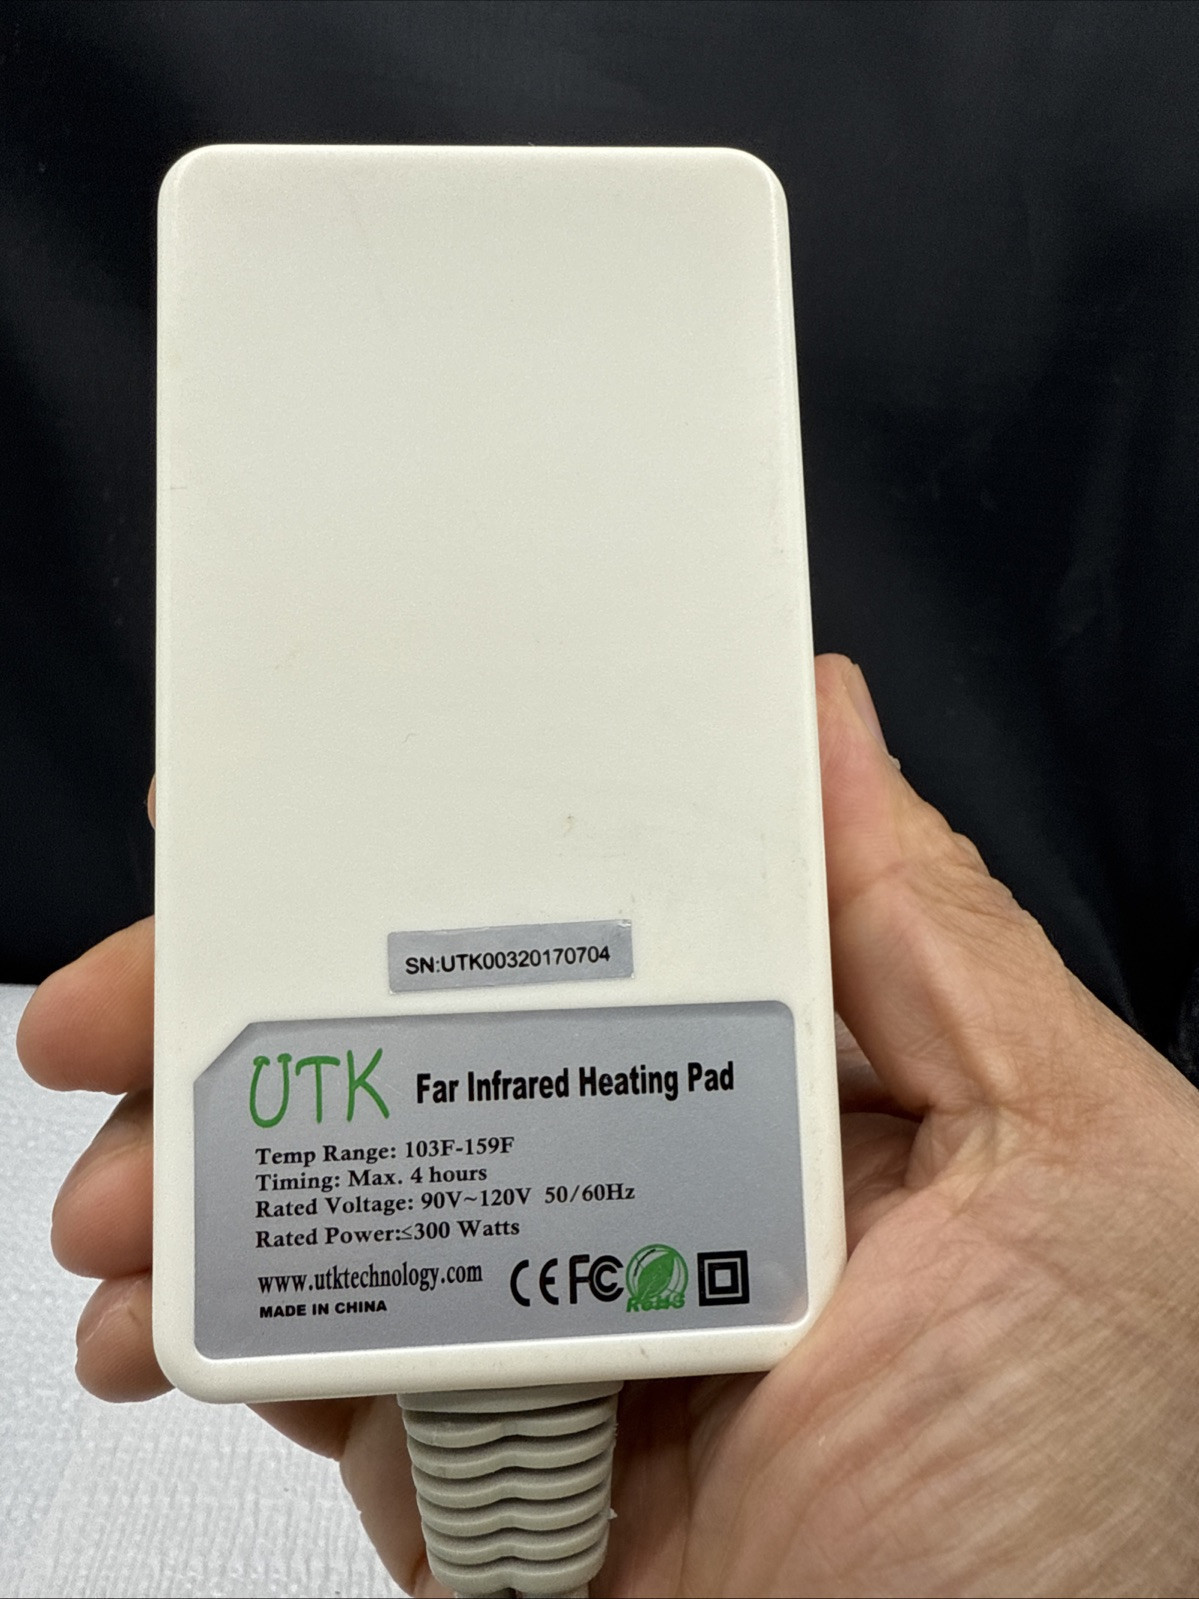 SN:UTK00320170704
UTK Far Infrared Heating Pad
Temp Range: 103F-159F
Timing: Max. 4 hours
Rated Voltage: 90V~120V 50/60Hz
Rated Power:≤300 Watts
www.utktechnology.com
CE FC RoHS
MADE IN CHINA